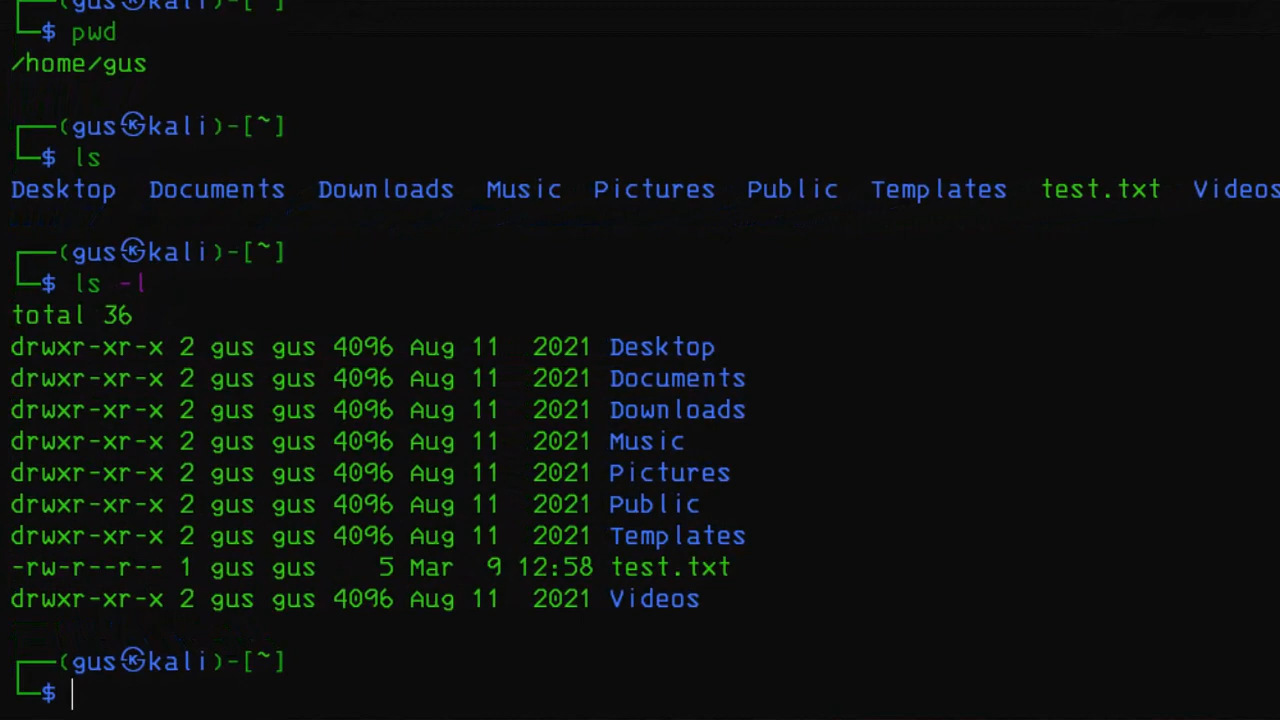 ┌──(gus㉿kali)-[~]
└─$ pwd
/home/gus
┌──(gus㉿kali)-[~]
└─$ ls
Desktop  Documents  Downloads  Music  Pictures  Public  Templates  test.txt  Videos
┌──(gus㉿kali)-[~]
└─$ ls -l
total 36
drwxr-xr-x 2 gus gus 4096 Aug 11  2021 Desktop
drwxr-xr-x 2 gus gus 4096 Aug 11  2021 Documents
drwxr-xr-x 2 gus gus 4096 Aug 11  2021 Downloads
drwxr-xr-x 2 gus gus 4096 Aug 11  2021 Music
drwxr-xr-x 2 gus gus 4096 Aug 11  2021 Pictures
drwxr-xr-x 2 gus gus 4096 Aug 11  2021 Public
drwxr-xr-x 2 gus gus 4096 Aug 11  2021 Templates
-rw-r--r-- 1 gus gus    5 Mar  9 12:58 test.txt
drwxr-xr-x 2 gus gus 4096 Aug 11  2021 Videos
┌──(gus㉿kali)-[~]
└─$